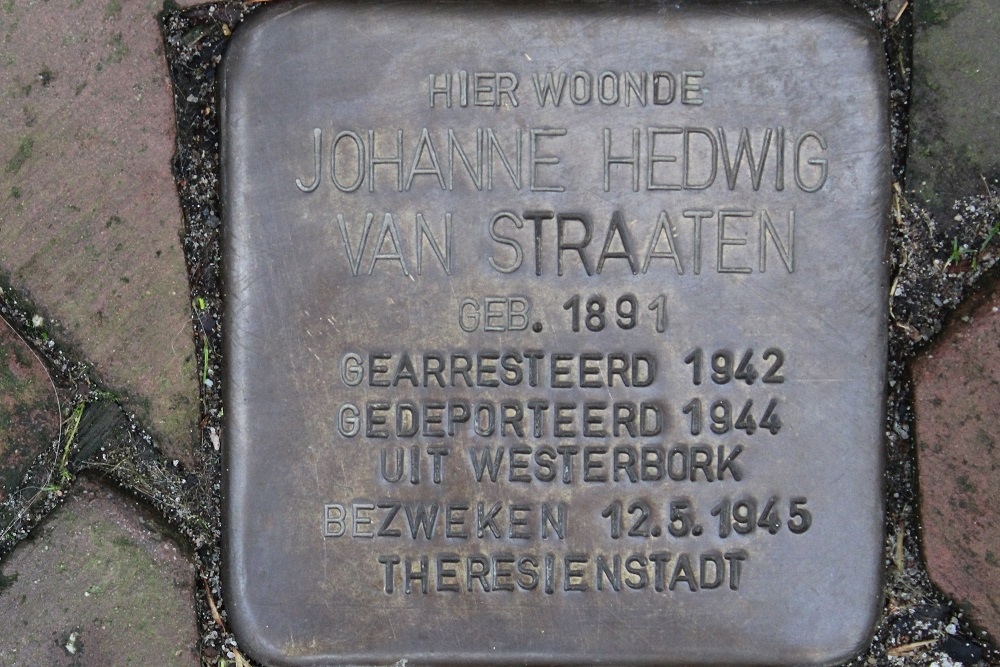 HIER WOONDE
JOHANNE HEDWIG
VAN STRAATEN
GEB. 1891
GEARRESTEERD 1942
GEDEPORTEERD 1944
UIT WESTERBORK
BEZWEKEN 12.5.1945
THERESIENSTADT